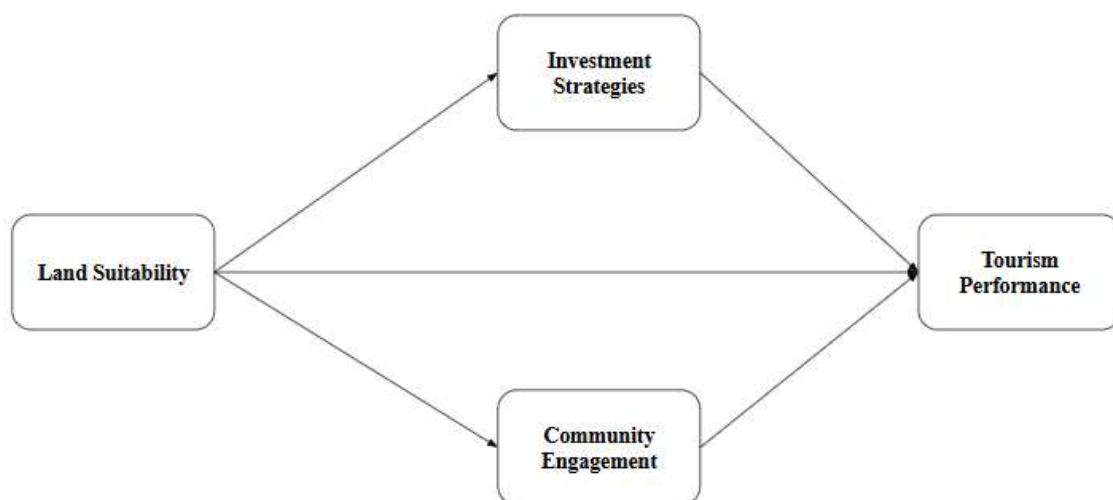 Investment
Strategies
Land Suitability
Tourism
Performance
Community
Engagement